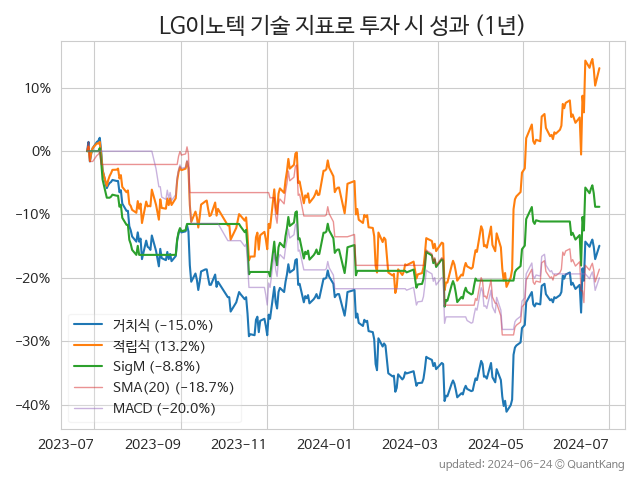 LG이노텍 기술 지표로 투자 시 성과 (1년)
10%
0%
−10%
−20%
−30%
−40%
거치식 (−15.0%)
적립식 (13.2%)
SigM (−8.8%)
SMA(20) (−18.7%)
MACD (−20.0%)
2023−07 2023−09 2023−11 2024−01 2024−03 2024−05 2024−07
updated: 2024−06−24 ⓒ QuantKang